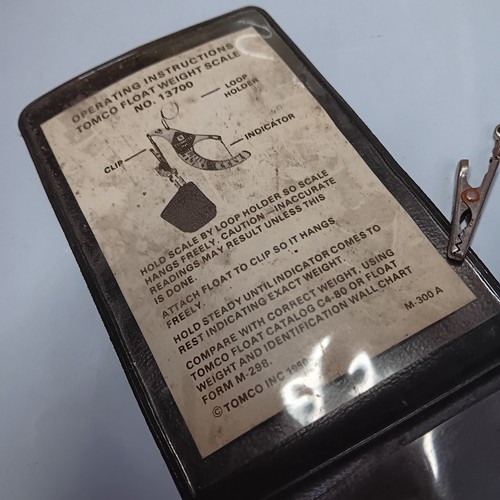 OPERATING INSTRUCTIONS
TOMCO FLOAT WEIGHT SCALE
NO. 13700
LOOP
HOLDER
INDICATOR
CLIP
HOLD SCALE BY LOOP HOLDER SO SCALE
HANGS FREELY. CAUTION—INACCURATE
READINGS MAY RESULT UNLESS THIS
IS DONE.
ATTACH FLOAT TO CLIP SO IT HANGS
FREELY
HOLD STEADY UNTIL INDICATOR COMES TO
REST INDICATING EXACT WEIGHT.
COMPARE WITH CORRECT WEIGHT, USING
TOMCO FLOAT CATALOG C4-80 OR FLOAT
WEIGHT AND IDENTIFICATION WALL CHART
FORM M-298.
M-300 A
© TOMCO INC